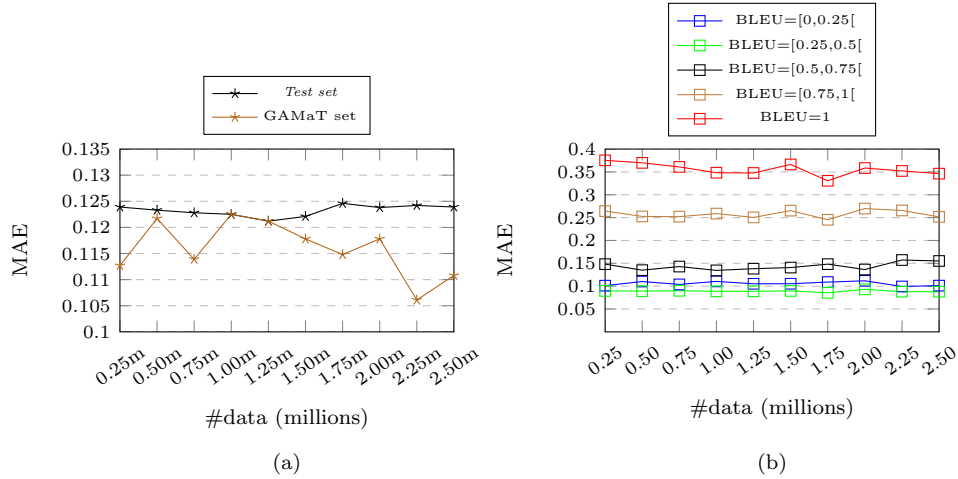 Test set
GAMaT set
0.135
0.13
0.125
0.12
0.115
0.11
0.105
0.1
MAE
0.25m
0.50m
0.75m
1.00m
1.25m
1.50m
1.75m
2.00m
2.25m
2.50m
#data (millions)
(a)
BLEU=[0,0.25[
BLEU=[0.25,0.5[
BLEU=[0.5,0.75[
BLEU=[0.75,1[
BLEU=1
0.4
0.35
0.3
0.25
0.2
0.15
0.1
0.05
MAE
0.25
0.50
0.75
1.00
1.25
1.50
1.75
2.00
2.25
2.50
#data (millions)
(b)